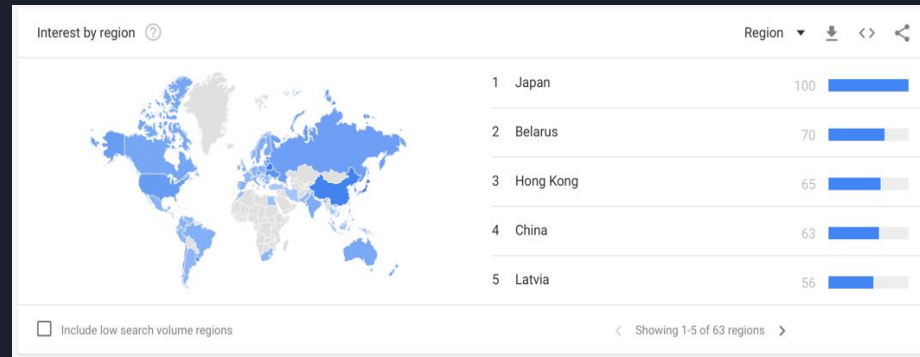 Interest by region
Region
1 Japan 100
2 Belarus 70
3 Hong Kong 65
4 China 63
5 Latvia 56
Include low search volume regions
Showing 1-5 of 63 regions